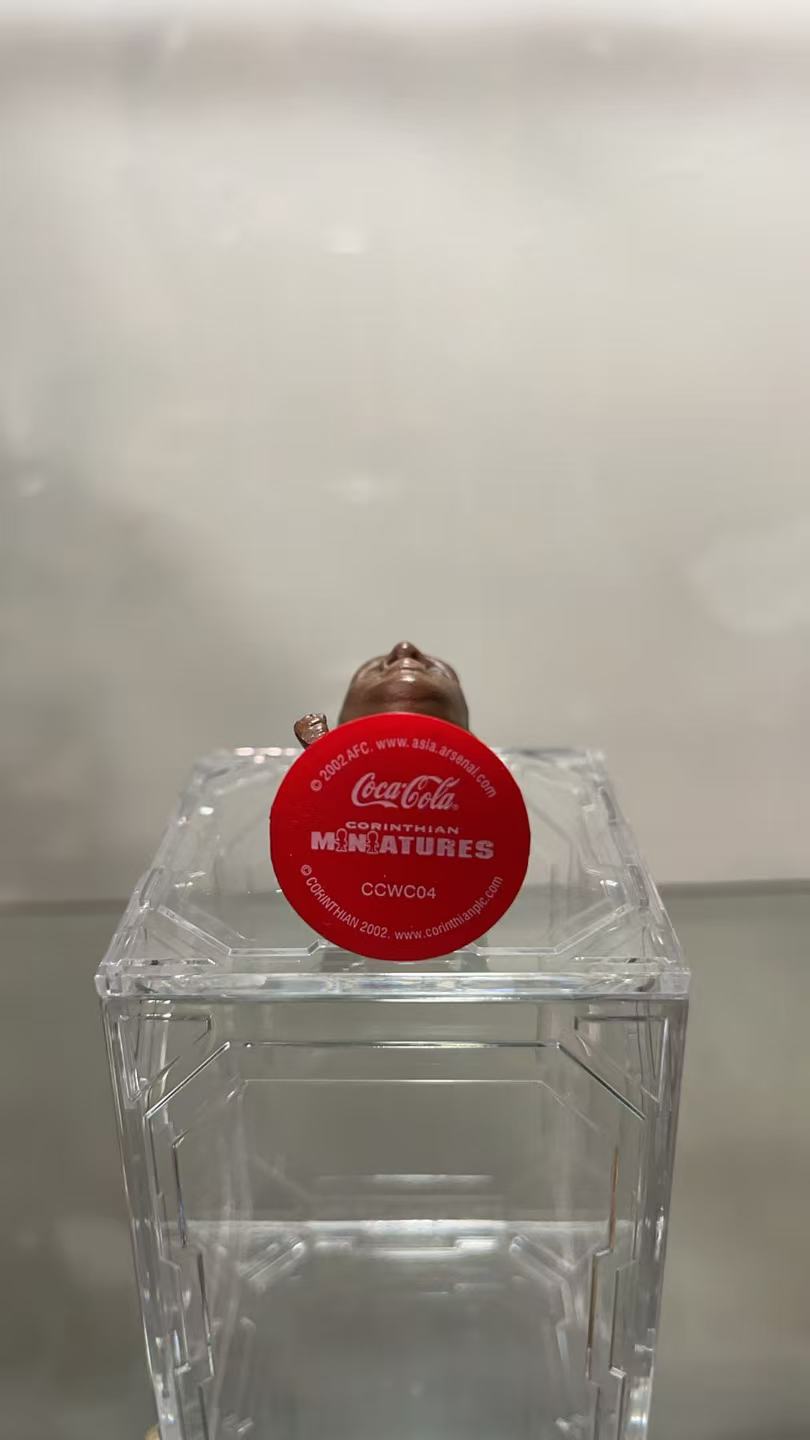 © 2002 AFC. www.asia.arsenal.com
Coca-Cola®
CORINTHIAN
MINIATURES
CCWC04
© CORINTHIAN 2002. www.corinthianplc.com